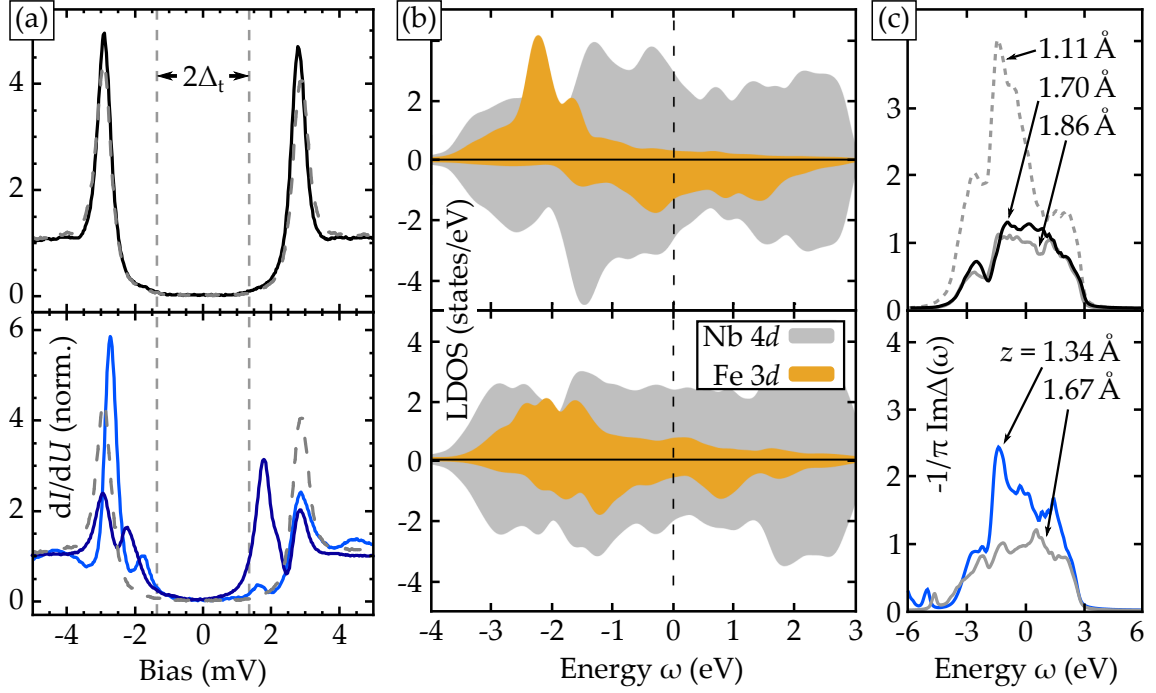 (a)
(b)
(c)
2Δt
4
2
0
6
4
2
0
-4 -2 0 2 4
Bias (mV)
dI/dU (norm.)
4
2
0
-2
-4
4
2
0
-2
-4
-4 -3 -2 -1 0 1 2 3
Energy ω (eV)
LDOS (states/eV)
Nb 4d
Fe 3d
1.11 Å
1.70 Å
1.86 Å
4
3
2
1
0
z = 1.34 Å
1.67 Å
4
3
2
1
0
-6 -3 0 3 6
Energy ω (eV)
-1/π ImΔ(ω)